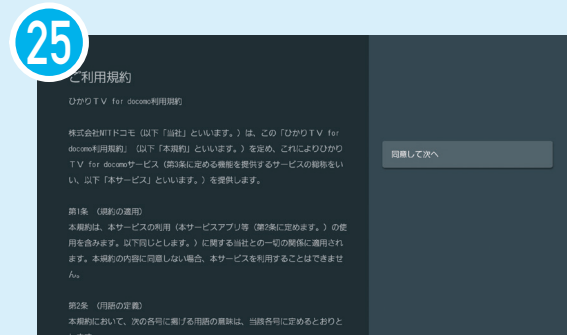 25
ご利用規約
ひかりTV for docomo利用規約
株式会社NTTドコモ（以下「当社」といいます。）は、この「ひかりTV for
docomo利用規約」（以下「本規約」といいます。）を定め、これによりひかり
TV for docomoサービス（第3条に定める機能を提供するサービスの総称をい
い、以下「本サービス」といいます。）を提供します。
第1条 （規約の適用）
本規約は、本サービスの利用（本サービスアプリ等（第2条に定めます。）の使
用を含みます。以下同じとします。）に関する当社との一切の関係に適用され
ます。本規約の内容に同意しない場合、本サービスを利用することはできませ
ん。
第2条 （用語の定義）
本規約において、次の各号に掲げる用語の意味は、当該各号に定めるとおりと
同意して次へ